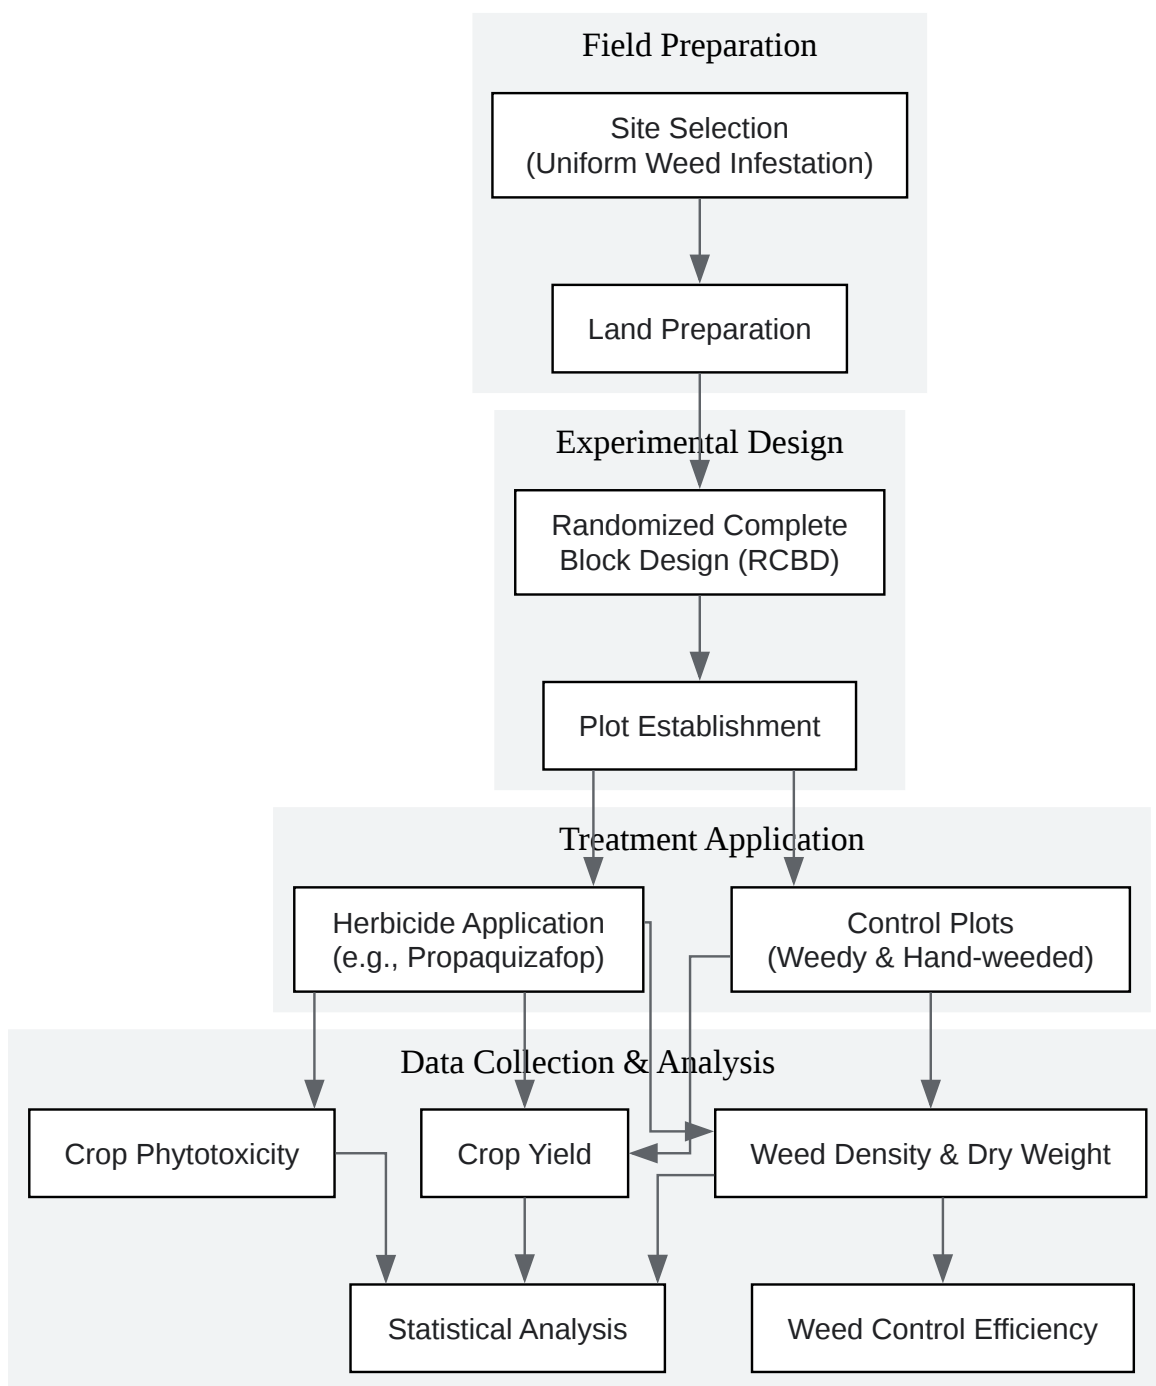 Field Preparation
Site Selection
(Uniform Weed Infestation)
Land Preparation
Experimental Design
Randomized Complete
Block Design (RCBD)
Plot Establishment
Treatment Application
Herbicide Application
(e.g., Propaquizafop)
Control Plots
(Weedy & Hand-weeded)
Data Collection & Analysis
Crop Phytotoxicity
Crop Yield
Weed Density & Dry Weight
Statistical Analysis
Weed Control Efficiency